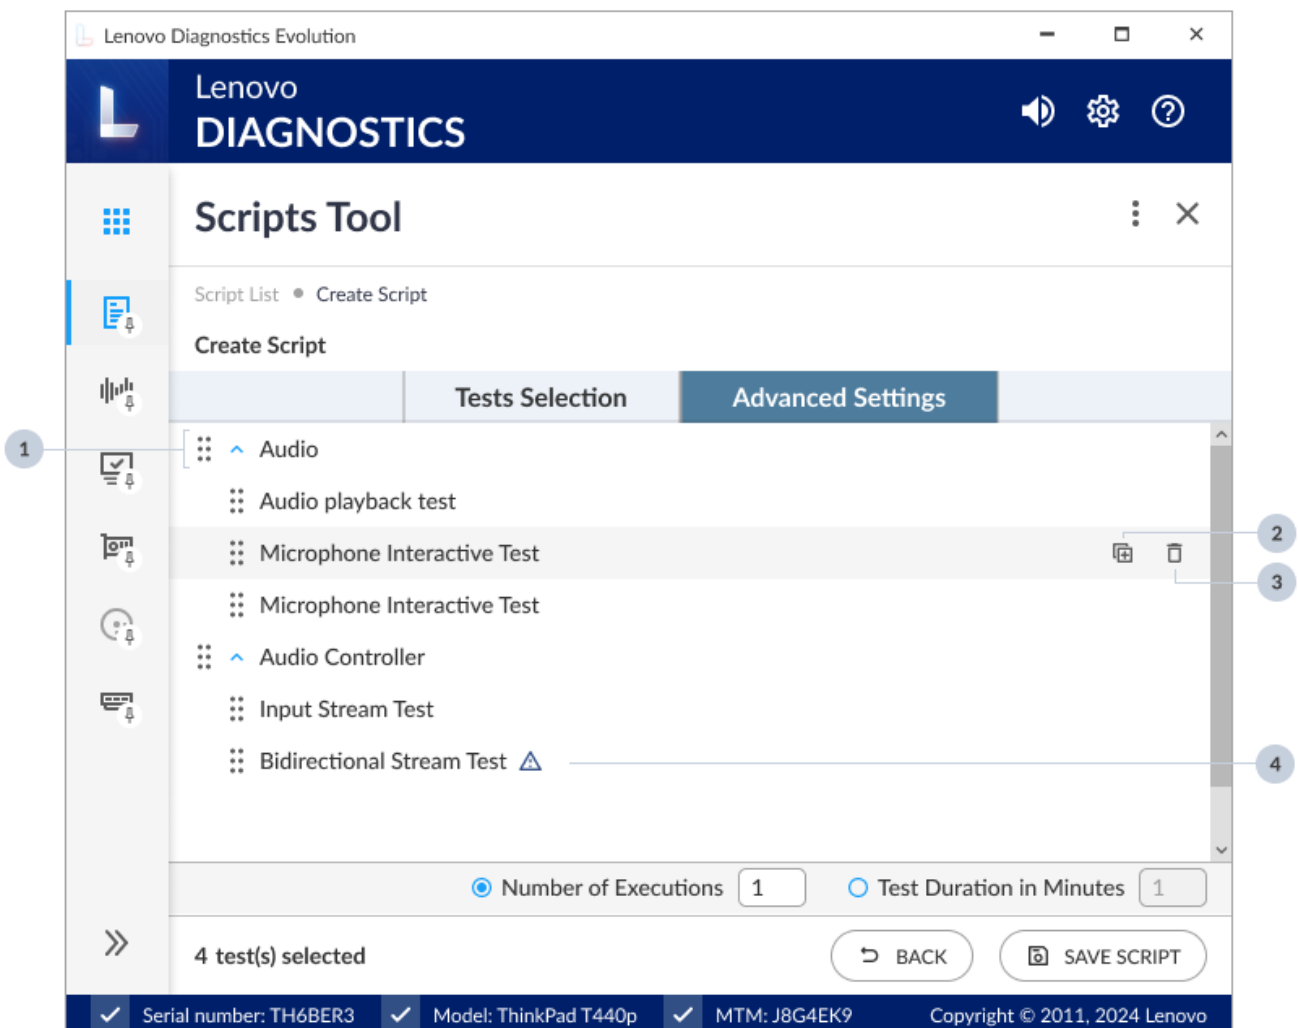 Lenovo Diagnostics Evolution
Lenovo
DIAGNOSTICS
Scripts Tool
Script List • Create Script
Create Script
Tests Selection Advanced Settings
1 Audio
Audio playback test
2
Microphone Interactive Test
3
Microphone Interactive Test
Audio Controller
Input Stream Test
Bidirectional Stream Test 4
Number of Executions 1 Test Duration in Minutes 1
4 test(s) selected BACK SAVE SCRIPT
Serial number: TH6BER3 Model: ThinkPad T440p MTM: J8G4EK9 Copyright © 2011, 2024 Lenovo